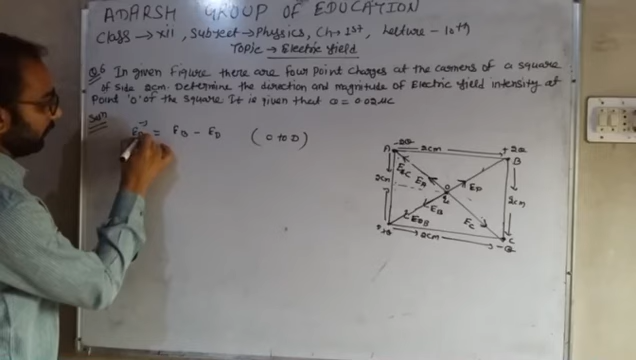 ADARSH GROUP OF EDUCATION
Class → xii, Subject → Physics, Ch → 1st, Lecture - 10th
Topic → Electric field
Q.6 In given Figure there are four Point charges at the corners of a square
of side 2cm. Determine the direction and magnitude of Electric field intensity at
Point 'O' of the Square It is given that Q = 0.02μC
Soln
= EB - ED (O to D)
A -2Q 2cm +2Q B
EC EA ED
2cm O 2cm
EB
EC
+Q 2cm C -Q